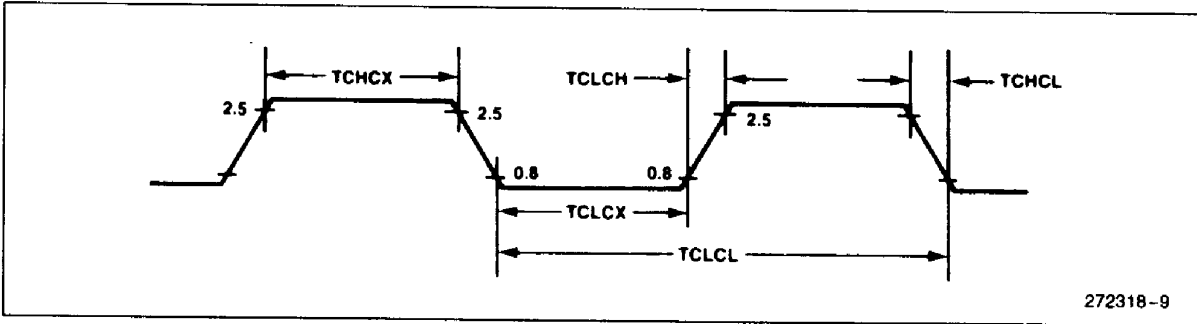 TCHCX
TCLCH
TCHCL
2.5
2.5
2.5
0.8
0.8
TCLCX
TCLCL
272318-9